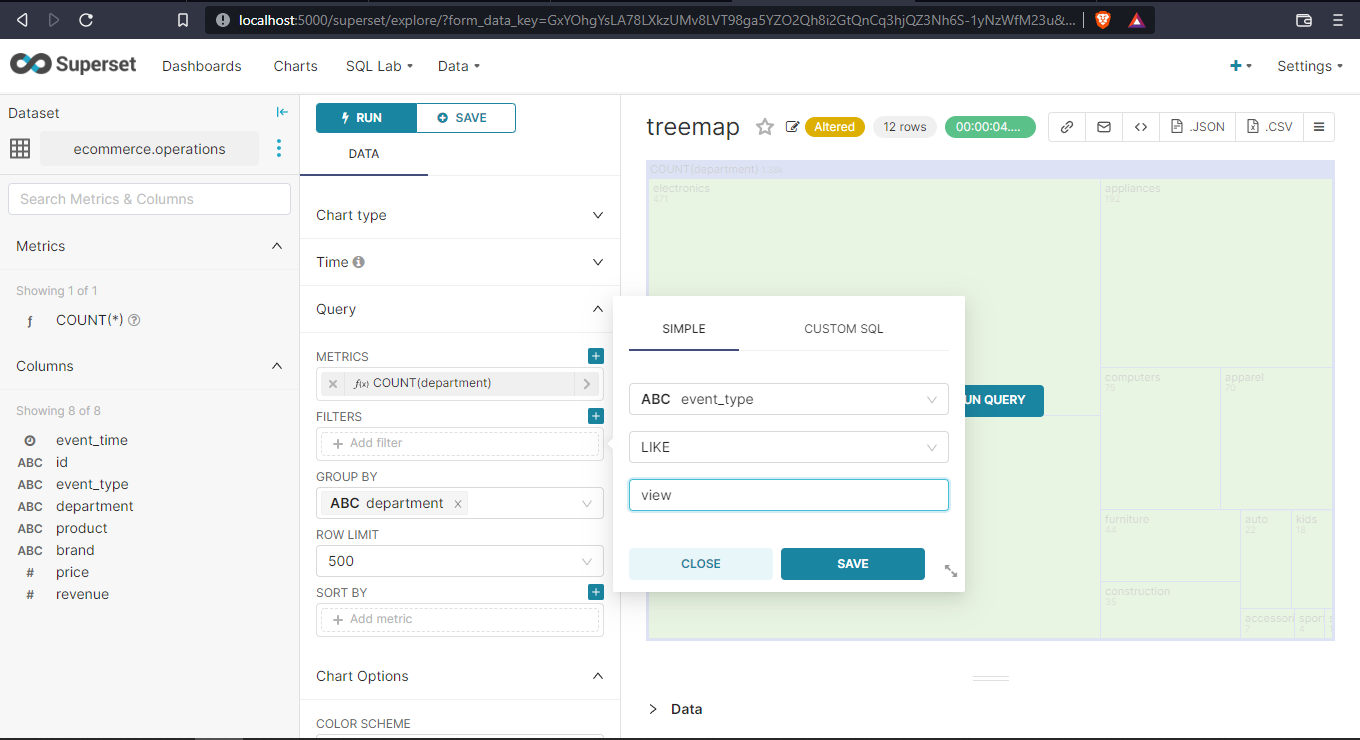 localhost:5000/superset/explore/?form_data_key=GxYOhgYsLA78LXkzUMv8LVT98ga5YZO2Qh8i2GtQnCq3hjQZ3Nh6S-1yNzWfM23u&...
Superset
Dashboards
Charts
SQL Lab
Data
+
Settings
Dataset
ecommerce.operations
Search Metrics & Columns
Metrics
Showing 1 of 1
ƒ COUNT(*)
Columns
Showing 8 of 8
event_time
ABC id
ABC event_type
ABC department
ABC product
ABC brand
# price
# revenue
RUN
SAVE
DATA
Chart type
Time
Query
METRICS
ƒ(x) COUNT(department)
FILTERS
+ Add filter
GROUP BY
ABC department ×
ROW LIMIT
500
SORT BY
+ Add metric
Chart Options
COLOR SCHEME
SIMPLE
CUSTOM SQL
ABC event_type
LIKE
view
CLOSE
SAVE
treemap
Altered
12 rows
00:00:04....
.JSON
.CSV
COUNT(department)
electronics
471
appliances
192
UN QUERY
computers
75
apparel
70
furniture
44
auto
22
kids
18
construction
accessori
7
spor
4
Data